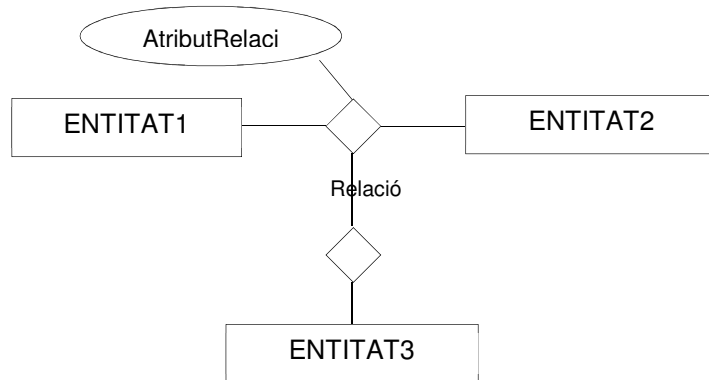 AtributRelaci
ENTITAT1
ENTITAT2
Relació
ENTITAT3